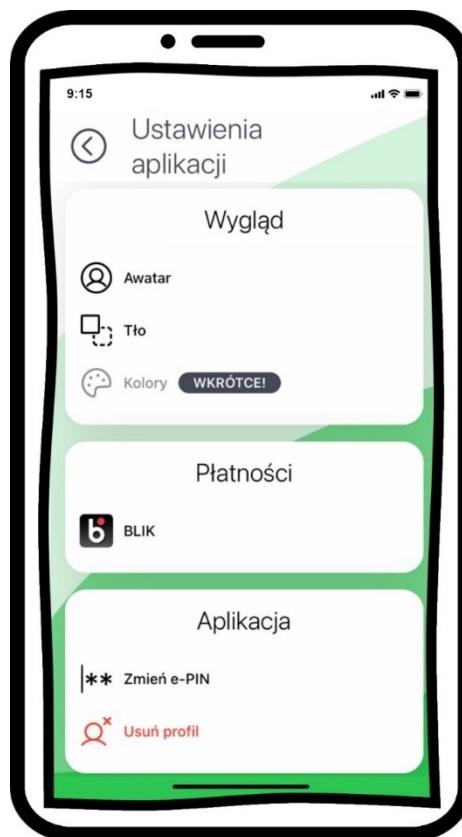 9:15
Ustawienia
aplikacji
Wygląd
Awatar
Tło
Kolory WKRÓTCE!
Płatności
BLIK
Aplikacja
Zmień e-PIN
Usuń profil